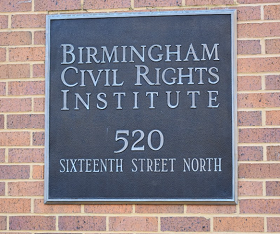 BIRMINGHAM
CIVIL RIGHTS
INSTITUTE
520
SIXTEENTH STREET NORTH